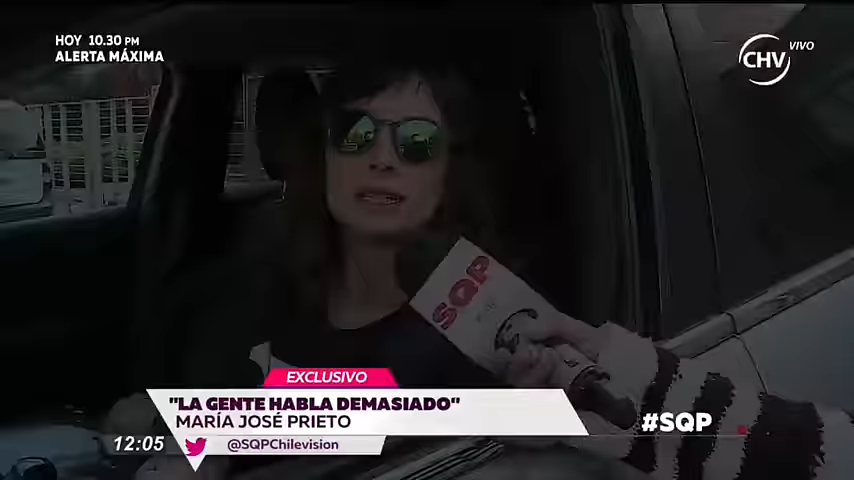 HOY 10.30 PM
ALERTA MÁXIMA
CHV VIVO
SQP
EXCLUSIVO
"LA GENTE HABLA DEMASIADO"
MARÍA JOSÉ PRIETO
#SQP
12:05
@SQPChilevision